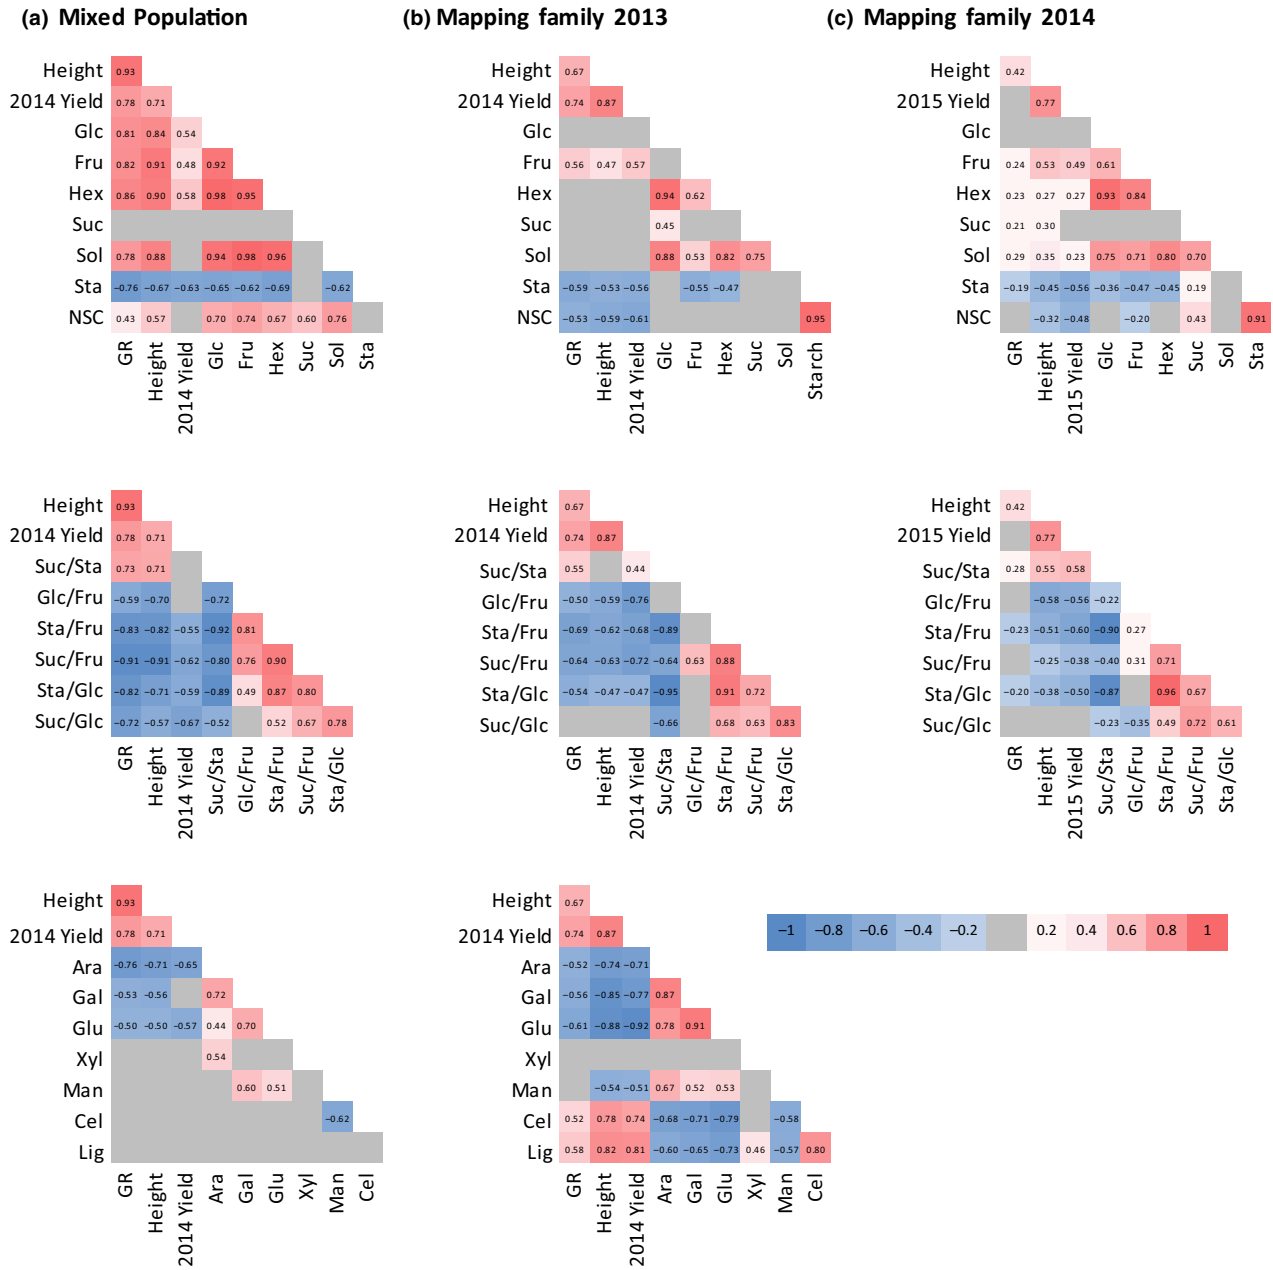 (a) Mixed Population
(b) Mapping family 2013
(c) Mapping family 2014
Height 0.93
2014 Yield 0.78 0.71
Glc 0.81 0.84 0.54
Fru 0.82 0.91 0.48 0.92
Hex 0.86 0.90 0.58 0.98 0.95
Suc
Sol 0.78 0.88 0.94 0.98 0.96
Sta −0.76 −0.67 −0.63 −0.65 −0.62 −0.69 −0.62
NSC 0.43 0.57 0.70 0.74 0.67 0.60 0.76
GR Height 2014 Yield Glc Fru Hex Suc Sol Sta
Height 0.67
2014 Yield 0.74 0.87
Glc
Fru 0.56 0.47 0.57
Hex 0.94 0.62
Suc 0.45
Sol 0.88 0.53 0.82 0.75
Sta −0.59 −0.53 −0.56 −0.55 −0.47
NSC −0.53 −0.59 −0.61 0.95
GR Height 2014 Yield Glc Fru Hex Suc Sol Starch
Height 0.42
2015 Yield 0.77
Glc
Fru 0.24 0.53 0.49 0.61
Hex 0.23 0.27 0.27 0.93 0.84
Suc 0.21 0.30
Sol 0.29 0.35 0.23 0.75 0.71 0.80 0.70
Sta −0.19 −0.45 −0.56 −0.36 −0.47 −0.45 0.19
NSC −0.32 −0.48 −0.20 0.43 0.91
GR Height 2015 Yield Glc Fru Hex Suc Sol Sta
Height 0.93
2014 Yield 0.78 0.71
Suc/Sta 0.73 0.71
Glc/Fru −0.59 −0.70 −0.72
Sta/Fru −0.83 −0.82 −0.55 −0.92 0.81
Suc/Fru −0.91 −0.91 −0.62 −0.80 0.76 0.90
Sta/Glc −0.82 −0.71 −0.59 −0.89 0.49 0.87 0.80
Suc/Glc −0.72 −0.57 −0.67 −0.52 0.52 0.67 0.78
GR Height 2014 Yield Suc/Sta Glc/Fru Sta/Fru Suc/Fru Sta/Glc
Height 0.67
2014 Yield 0.74 0.87
Suc/Sta 0.55 0.44
Glc/Fru −0.50 −0.59 −0.76
Sta/Fru −0.69 −0.62 −0.68 −0.89
Suc/Fru −0.64 −0.63 −0.72 −0.64 0.63 0.88
Sta/Glc −0.54 −0.47 −0.47 −0.95 0.91 0.72
Suc/Glc −0.66 0.68 0.63 0.83
GR Height 2014 Yield Suc/Sta Glc/Fru Sta/Fru Suc/Fru Sta/Glc
Height 0.42
2015 Yield 0.77
Suc/Sta 0.28 0.55 0.58
Glc/Fru −0.58 −0.56 −0.22
Sta/Fru −0.23 −0.51 −0.60 −0.90 0.27
Suc/Fru −0.25 −0.38 −0.40 0.31 0.71
Sta/Glc −0.20 −0.38 −0.50 −0.87 0.96 0.67
Suc/Glc −0.23 −0.35 0.49 0.72 0.61
GR Height 2015 Yield Suc/Sta Glc/Fru Sta/Fru Suc/Fru Sta/Glc
Height 0.93
2014 Yield 0.78 0.71
Ara −0.76 −0.71 −0.65
Gal −0.53 −0.56 0.72
Glu −0.50 −0.50 −0.57 0.44 0.70
Xyl 0.54
Man 0.60 0.51
Cel −0.62
Lig
GR Height 2014 Yield Ara Gal Glu Xyl Man Cel
Height 0.67
2014 Yield 0.74 0.87
Ara −0.52 −0.74 −0.71
Gal −0.56 −0.85 −0.77 0.87
Glu −0.61 −0.88 −0.92 0.78 0.91
Xyl
Man −0.54 −0.51 0.67 0.52 0.53
Cel 0.52 0.78 0.74 −0.68 −0.71 −0.79 −0.58
Lig 0.58 0.82 0.81 −0.60 −0.65 −0.73 0.46 −0.57 0.80
GR Height 2014 Yield Ara Gal Glu Xyl Man Cel
−1 −0.8 −0.6 −0.4 −0.2 0.2 0.4 0.6 0.8 1